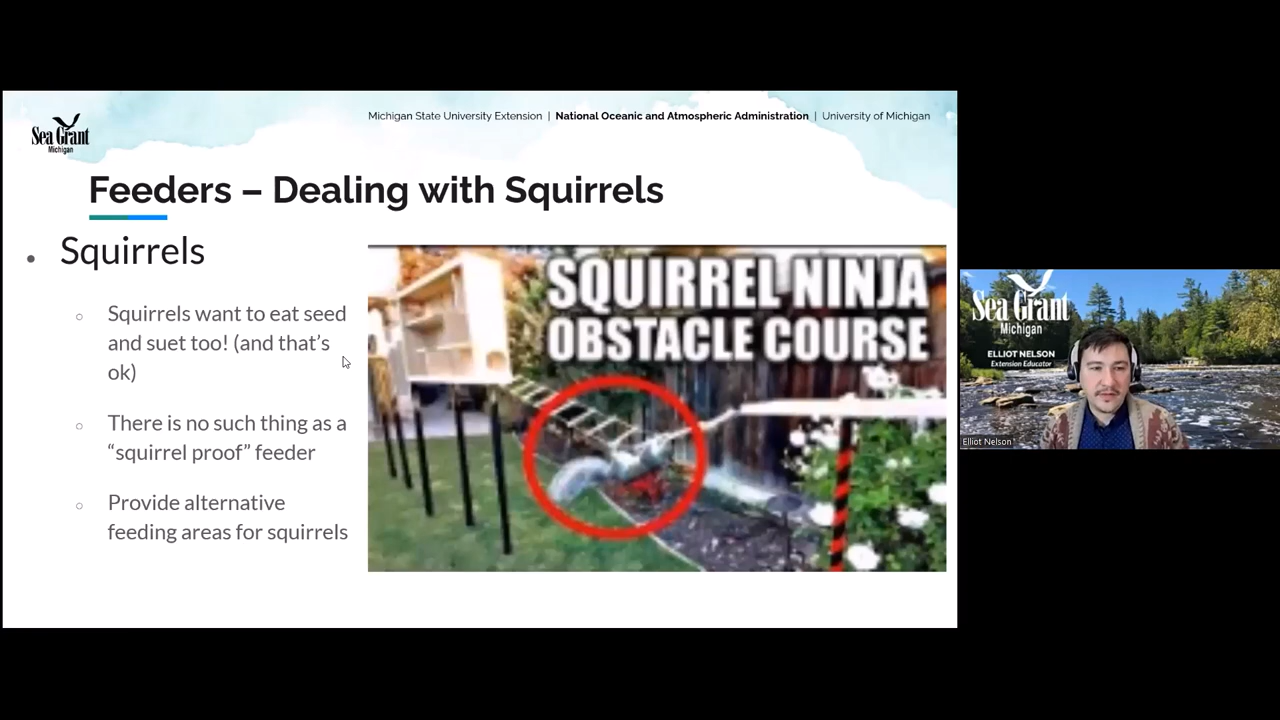 Michigan State University Extension | National Oceanic and Atmospheric Administration | University of Michigan
Sea Grant
Michigan
Feeders – Dealing with Squirrels
• Squirrels
○ Squirrels want to eat seed
and suet too! (and that’s
ok)
○ There is no such thing as a
“squirrel proof” feeder
○ Provide alternative
feeding areas for squirrels
SQUIRREL NINJA
OBSTACLE COURSE
Sea Grant
Michigan
ELLIOT NELSON
Extension Educator
Elliot Nelson